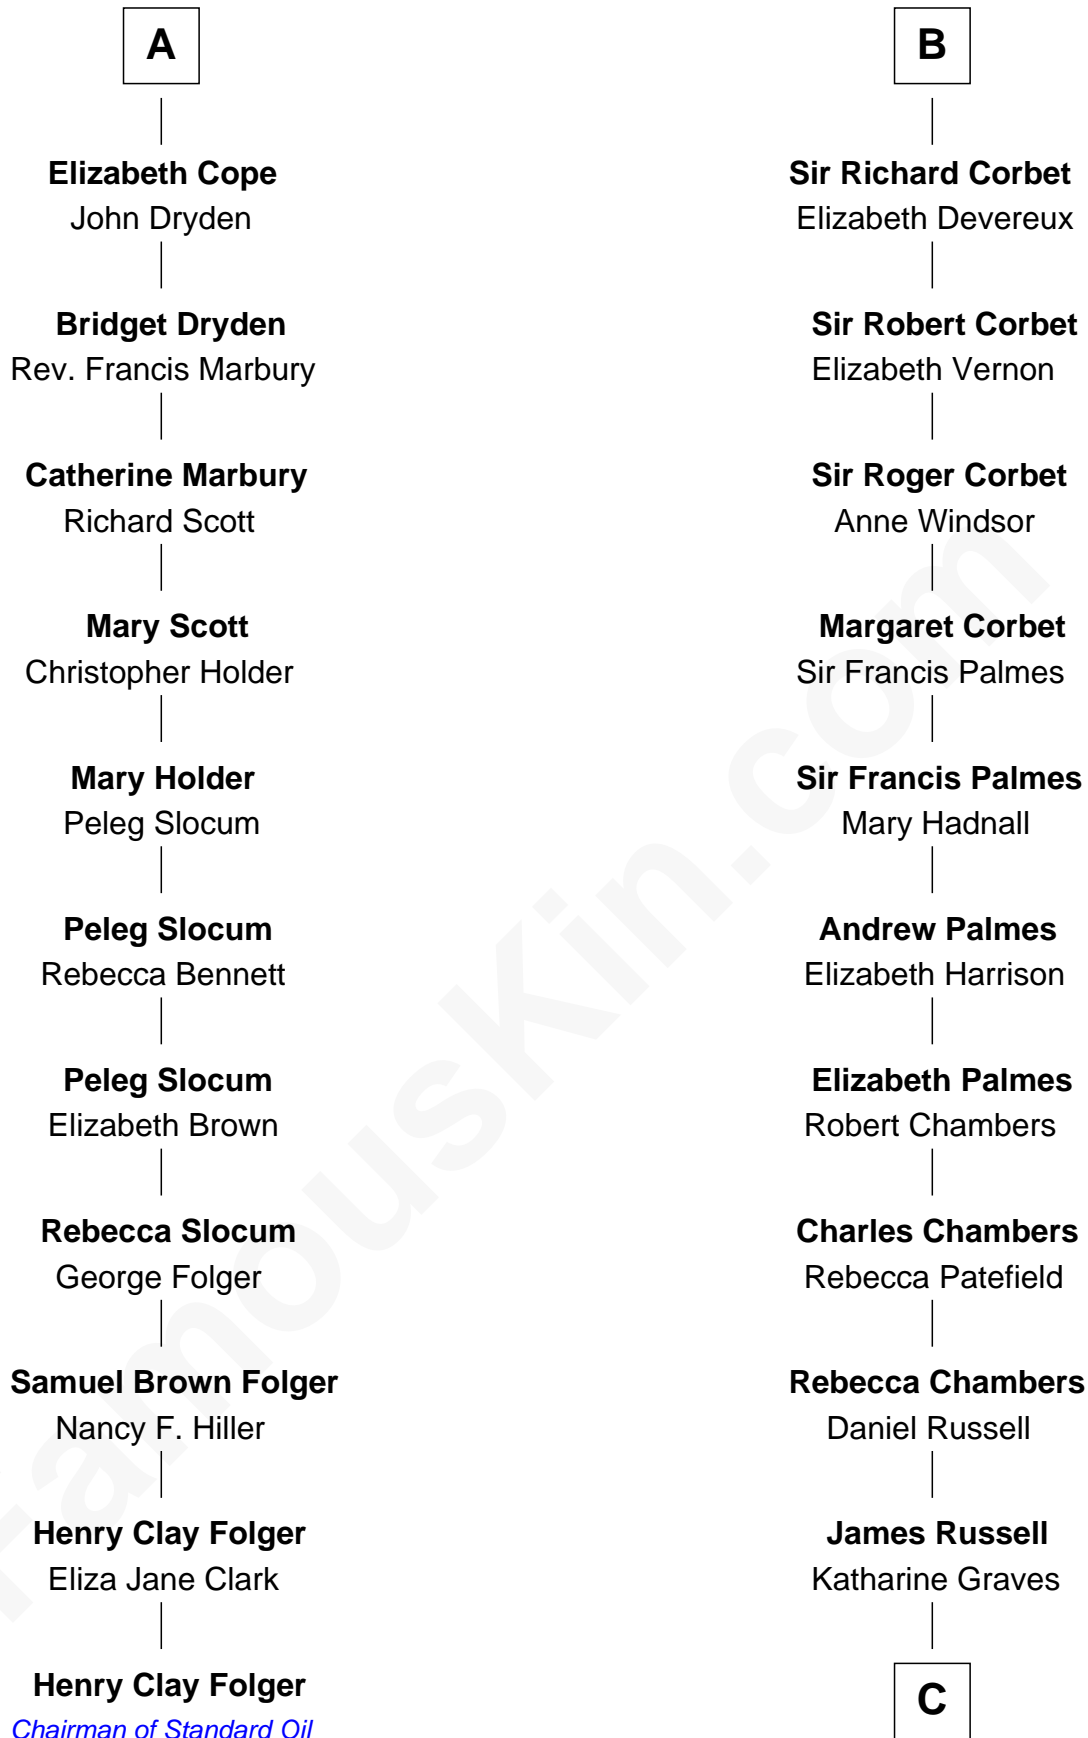 A
Elizabeth Cope
John Dryden
Bridget Dryden
Rev. Francis Marbury
Catherine Marbury
Richard Scott
Mary Scott
Christopher Holder
Mary Holder
Peleg Slocum
Peleg Slocum
Rebecca Bennett
Peleg Slocum
Elizabeth Brown
Rebecca Slocum
George Folger
Samuel Brown Folger
Nancy F. Hiller
Henry Clay Folger
Eliza Jane Clark
Henry Clay Folger
Chairman of Standard Oil
B
Sir Richard Corbet
Elizabeth Devereux
Sir Robert Corbet
Elizabeth Vernon
Sir Roger Corbet
Anne Windsor
Margaret Corbet
Sir Francis Palmes
Sir Francis Palmes
Mary Hadnall
Andrew Palmes
Elizabeth Harrison
Elizabeth Palmes
Robert Chambers
Charles Chambers
Rebecca Patefield
Rebecca Chambers
Daniel Russell
James Russell
Katharine Graves
C
FamousKin.com